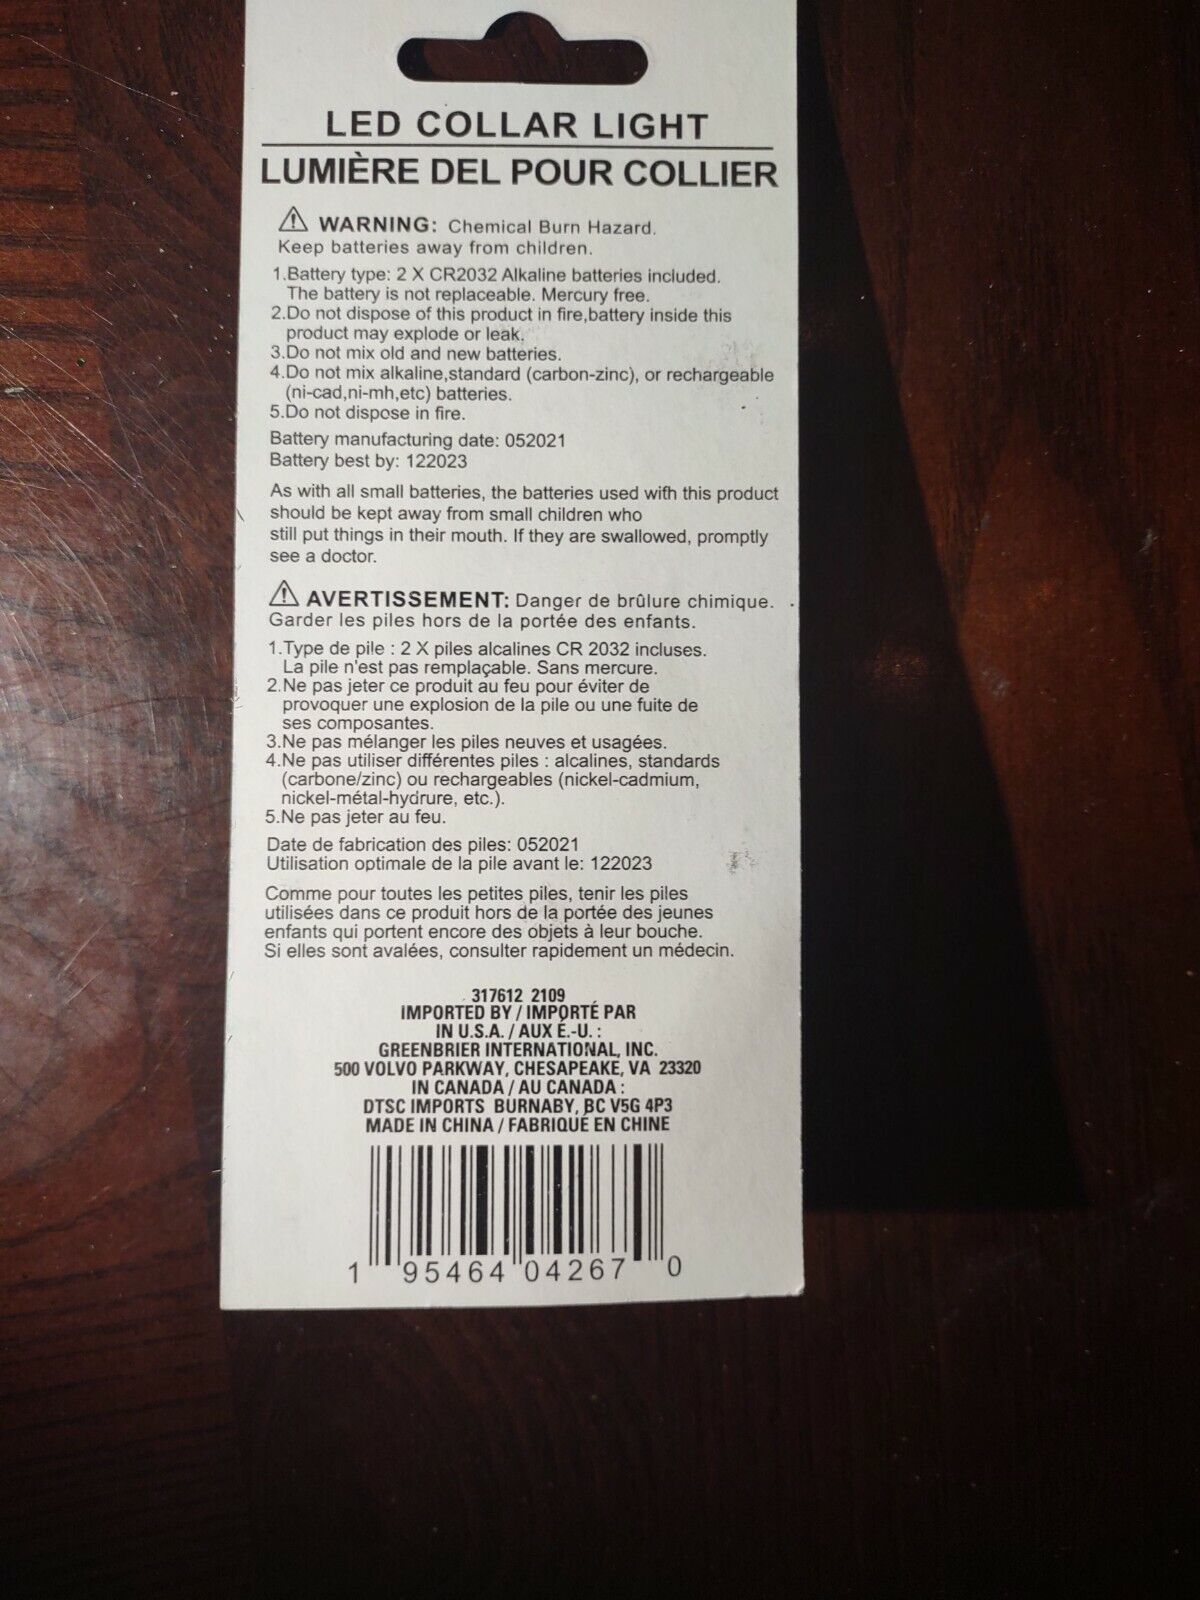 LED COLLAR LIGHT
LUMIÈRE DEL POUR COLLIER
WARNING: Chemical Burn Hazard.
Keep batteries away from children.
1.Battery type: 2 X CR2032 Alkaline batteries included.
The battery is not replaceable. Mercury free.
2.Do not dispose of this product in fire,battery inside this
product may explode or leak.
3.Do not mix old and new batteries.
4.Do not mix alkaline,standard (carbon-zinc), or rechargeable
(ni-cad,ni-mh,etc) batteries.
5.Do not dispose in fire.
Battery manufacturing date: 052021
Battery best by: 122023
As with all small batteries, the batteries used with this product
should be kept away from small children who
still put things in their mouth. If they are swallowed, promptly
see a doctor.
AVERTISSEMENT: Danger de brûlure chimique.
Garder les piles hors de la portée des enfants.
1.Type de pile : 2 X piles alcalines CR 2032 incluses.
La pile n'est pas remplaçable. Sans mercure.
2.Ne pas jeter ce produit au feu pour éviter de
provoquer une explosion de la pile ou une fuite de
ses composantes.
3.Ne pas mélanger les piles neuves et usagées.
4.Ne pas utiliser différentes piles : alcalines, standards
(carbone/zinc) ou rechargeables (nickel-cadmium,
nickel-métal-hydrure, etc.).
5.Ne pas jeter au feu.
Date de fabrication des piles: 052021
Utilisation optimale de la pile avant le: 122023
Comme pour toutes les petites piles, tenir les piles
utilisées dans ce produit hors de la portée des jeunes
enfants qui portent encore des objets à leur bouche.
Si elles sont avalées, consulter rapidement un médecin.
317612 2109
IMPORTED BY / IMPORTÉ PAR
IN U.S.A. / AUX É.-U. :
GREENBRIER INTERNATIONAL, INC.
500 VOLVO PARKWAY, CHESAPEAKE, VA 23320
IN CANADA / AU CANADA :
DTSC IMPORTS BURNABY, BC V5G 4P3
MADE IN CHINA / FABRIQUÉ EN CHINE
1 95464 04267 0